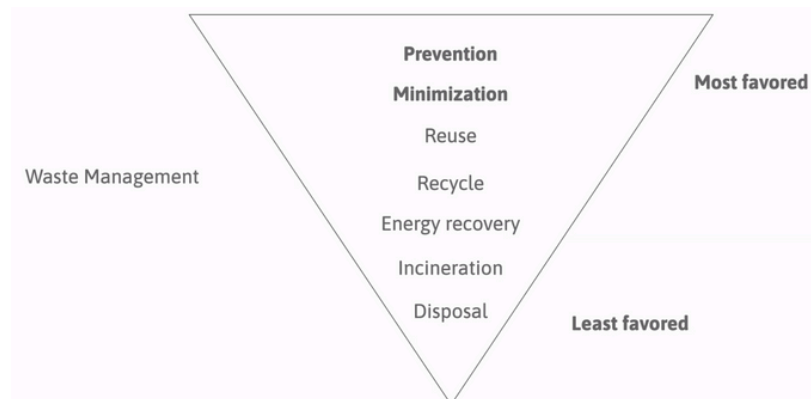 Prevention
Most favored
Minimization
Reuse
Waste Management
Recycle
Energy recovery
Incineration
Disposal
Least favored